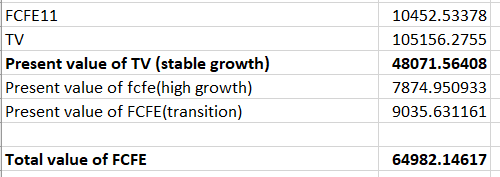 FCFE11 10452.53378
TV 105156.2755
Present value of TV (stable growth) 48071.56408
Present value of fcfe(high growth) 7874.950933
Present value of FCFE(transition) 9035.631161
Total value of FCFE 64982.14617